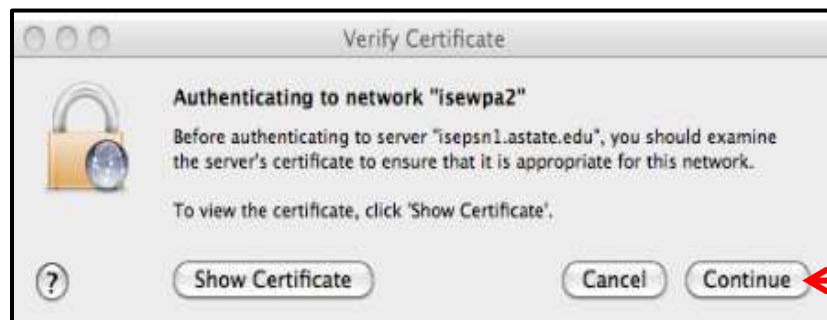 Verify Certificate
Authenticating to network "isewpa2"
Before authenticating to server "isepsn1.astate.edu", you should examine
the server's certificate to ensure that it is appropriate for this network.
To view the certificate, click 'Show Certificate'.
? Show Certificate Cancel Continue